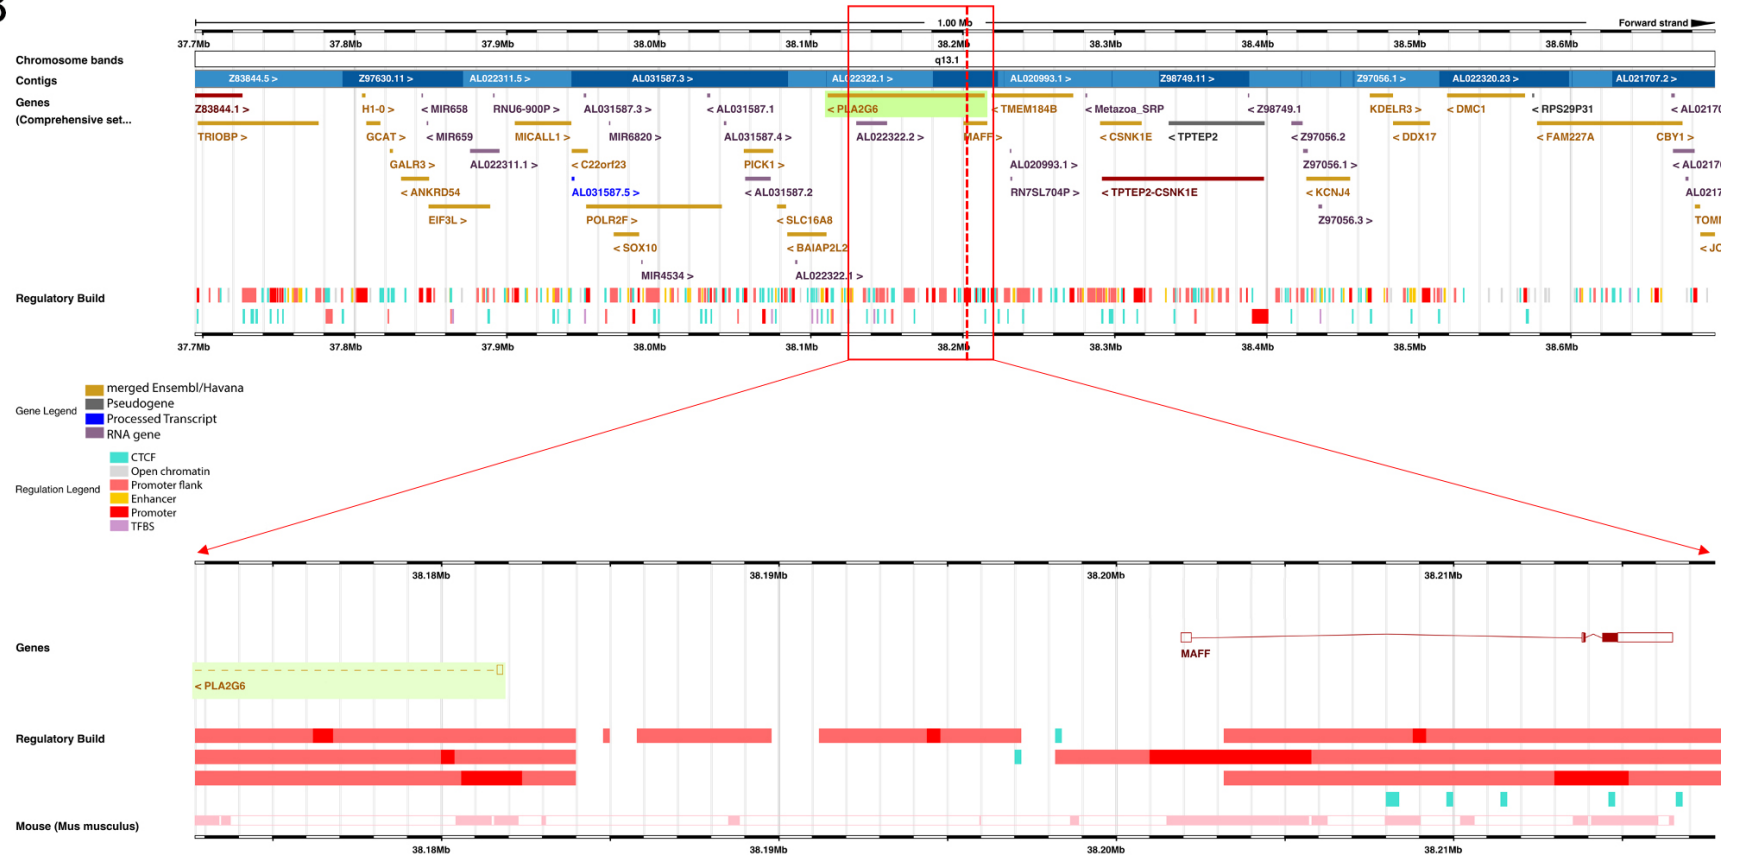 1.00 Mb Forward strand
37.7Mb 37.8Mb 37.9Mb 38.0Mb 38.1Mb 38.2Mb 38.3Mb 38.4Mb 38.5Mb 38.6Mb
Chromosome bands q13.1
Contigs Z83844.5 > Z97630.11 > AL022311.5 > AL031587.3 > AL022322.1 > AL020993.1 > Z98749.11 > Z97056.1 > AL022320.23 > AL021707.2 >
Genes
(Comprehensive set...
Z83844.1 > H1-0 > < MIR658 RNU6-900P > AL031587.3 > < AL031587.1 < PLA2G6 < TMEM184B < Metazoa_SRP < Z98749.1 KDELR3 > < DMC1 < RPS29P31 < AL0217
TRIOBP > GCAT > < MIR659 MICALL1 > MIR6820 > AL031587.4 > AL022322.2 > MAFF > < CSNK1E < TPTEP2 < Z97056.2 < DDX17 < FAM227A CBY1 >
GALR3 > AL022311.1 > < C22orf23 PICK1 > AL020993.1 > Z97056.1 > < AL0217
< ANKRD54 AL031587.5 > < AL031587.2 RN7SL704P > < TPTEP2-CSNK1E < KCNJ4 AL0217
EIF3L > POLR2F > < SLC16A8 Z97056.3 > TOM
< SOX10 < BAIAP2L2 < JO
MIR4534 > AL022322.1 >
Regulatory Build
37.7Mb 37.8Mb 37.9Mb 38.0Mb 38.1Mb 38.2Mb 38.3Mb 38.4Mb 38.5Mb 38.6Mb
Gene Legend
merged Ensembl/Havana
Pseudogene
Processed Transcript
RNA gene
Regulation Legend
CTCF
Open chromatin
Promoter flank
Enhancer
Promoter
TFBS
38.18Mb 38.19Mb 38.20Mb 38.21Mb
Genes
MAFF
< PLA2G6
Regulatory Build
Mouse (Mus musculus)
38.18Mb 38.19Mb 38.20Mb 38.21Mb